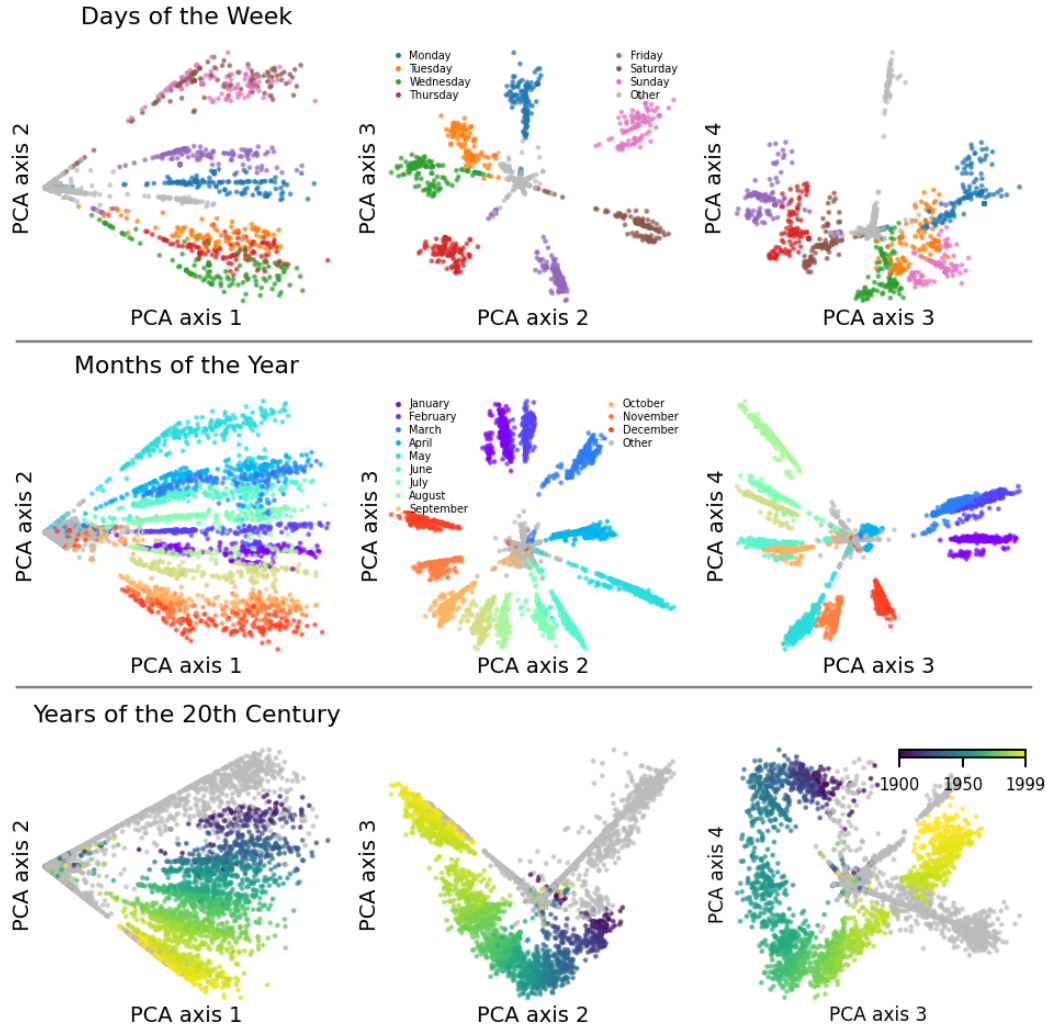 Days of the Week
Monday
Tuesday
Wednesday
Thursday
Friday
Saturday
Sunday
Other
PCA axis 2
PCA axis 3
PCA axis 4
PCA axis 1
PCA axis 2
PCA axis 3
Months of the Year
January
February
March
April
May
June
July
August
September
October
November
December
Other
PCA axis 2
PCA axis 3
PCA axis 4
PCA axis 1
PCA axis 2
PCA axis 3
Years of the 20th Century
1900 1950 1999
PCA axis 2
PCA axis 3
PCA axis 4
PCA axis 1
PCA axis 2
PCA axis 3